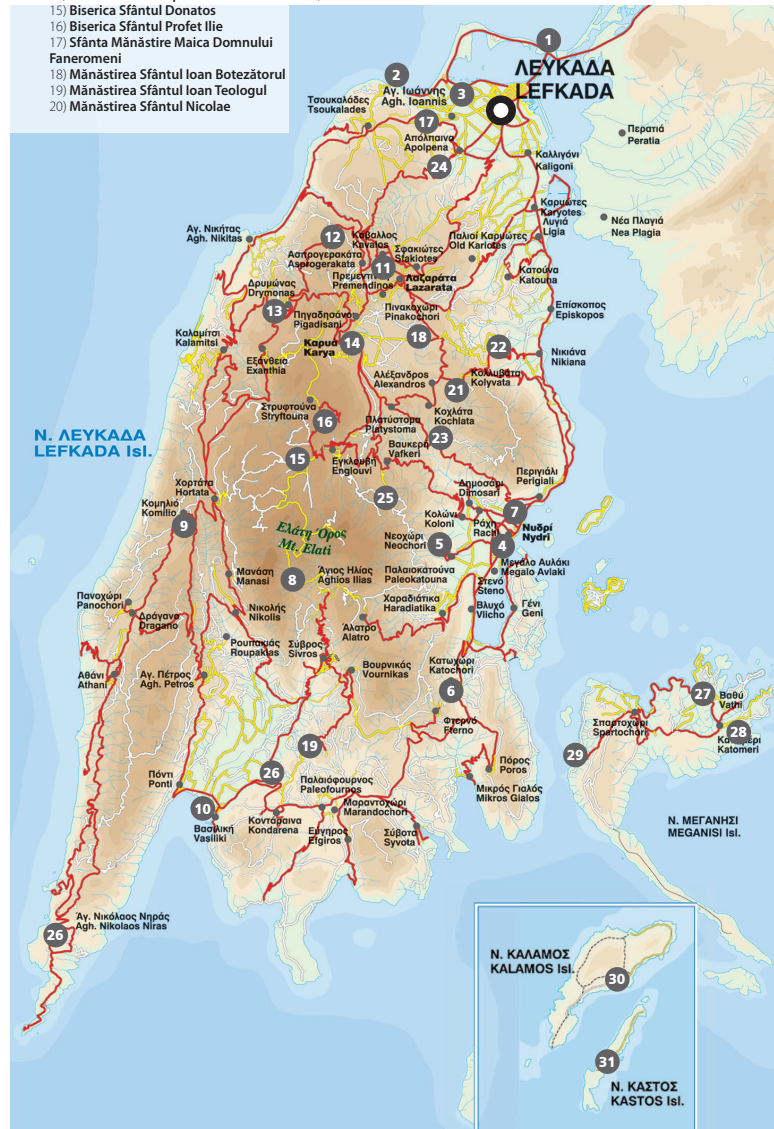 15) Biserica Sfântul Donatos
16) Biserica Sfântul Profet Ilie
17) Sfânta Mănăstire Maica Domnului
Faneromeni
18) Mănăstirea Sfântul Ioan Botezătorul
19) Mănăstirea Sfântul Ioan Teologul
20) Mănăstirea Sfântul Nicolae
1
ΛΕΥΚΑΔΑ
LEFKADA
2
Αγ. Ιωάννης
Agh. Ioannis
3
Τσουκαλάδες
Tsoukalades
17
Απόλπαινα
Apolpena
24
Περατιά
Peratia
Καλλιγόνι
Kaligoni
Καρυώτες
Karyotes
Λυγιά
Ligia
Νέα Πλαγιά
Nea Plagia
Αγ. Νικήτας
Agh. Nikitas
12
Κάβαλλος
Kavalos
Παλιοί Καρυώτες
Old Kariotes
Σφακιώτες
Sfakiotes
Ασπρογερακάτα
Asprogerakata
11
Πρεμεντι
Premendinos
Λαζαράτα
Lazarata
Κατούνα
Katouna
Δρυμώνας
Drymonas
13
Πηγαδησάνοι
Pigadisani
Πινακοχώρι
Pinakochori
Επίσκοπος
Episkopos
Καλαμίτσι
Kalamitsi
Εξάνθεια
Exanthia
Καρυά
Karya
14
18
22
Νικιάνα
Nikiana
Αλέξανδρος
Alexandros
Κολλυβάτα
Kolyvata
21
Στρυφτούνα
Stryftouna
16
Πλατύστομα
Platystoma
Κοχλάτα
Kochlata
23
Ν. ΛΕΥΚΑΔΑ
LEFKADA Isl.
15
Εγκλουβή
Englouvi
Βαυκερή
Vafkeri
25
Χορτάτα
Hortata
Κομηλιό
Komilio
9
Περιγιάλι
Perigiali
Δημοσάρι
Dimosari
7
Κολώνι
Koloni
Ράχη
Rachi
Νυδρί
Nydri
Ελάτη Όρος
Mt. Elati
Νεοχώρι
Neochori
5
4
Μεγάλο Αυλάκι
Megalo Avlaki
Μανάση
Manasi
8
Άγιος Ηλίας
Aghios Ilias
Παλαιοκατούνα
Paleokatouna
Στενό
Steno
Πανοχώρι
Panochori
Δράγανο
Dragano
Νικολής
Nikolis
Άλατρο
Alatro
Χαραδιάτικα
Haradiatika
Βλυχό
Vlicho
Γένι
Geni
Ρουπακιάς
Roupakias
Σύβρος
Sivros
Βουρνικάς
Vournikas
Κατωχώρι
Katochori
Αθάνι
Athani
Αγ. Πέτρος
Agh. Petros
6
Φτερνό
Fterno
27
Βαθύ
Vathi
Σπαρτοχώρι
Spartochori
28
Katomeri
19
29
26
Πόρος
Poros
Πόντι
Ponti
Παλαιόφουρνος
Paleofournos
Μικρός Γιαλός
Mikros Gialos
10
Βασιλική
Vasiliki
Κοντάραινα
Kondarena
Μαραντοχώρι
Marandochori
Εύγηρος
Efgiros
Σύβοτα
Syvota
Ν. ΜΕΓΑΝΗΣΙ
MEGANISI Isl.
Άγ. Νικόλαος Νηράς
Agh. Nikolaos Niras
26
Ν. ΚΑΛΑΜΟΣ
KALAMOS Isl.
30
31
Ν. ΚΑΣΤΟΣ
KASTOS Isl.